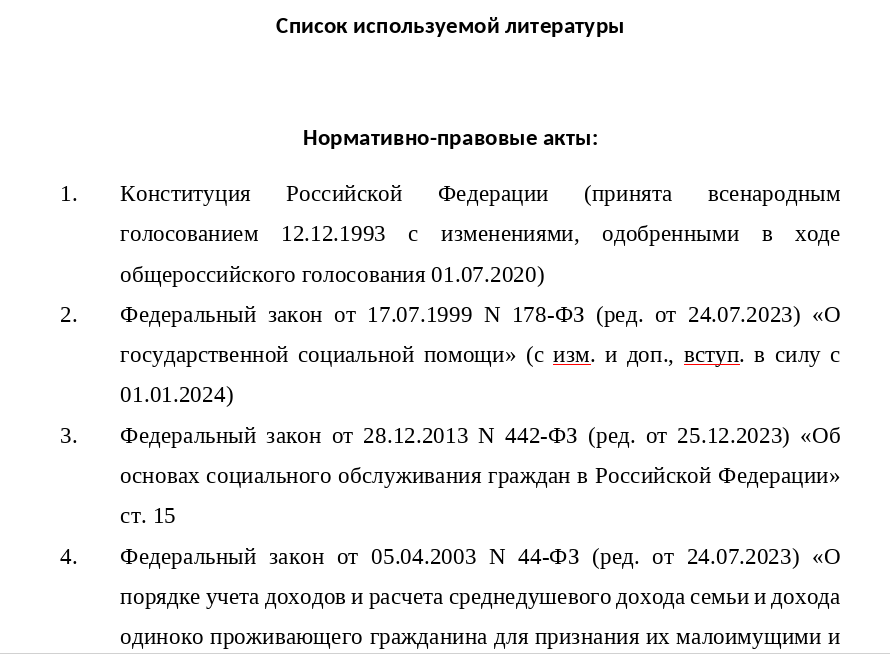 Список используемой литературы
Нормативно-правовые акты:
1. Конституция Российской Федерации (принята всенародным
голосованием 12.12.1993 с изменениями, одобренными в ходе
общероссийского голосования 01.07.2020)
2. Федеральный закон от 17.07.1999 N 178-ФЗ (ред. от 24.07.2023) «О
государственной социальной помощи» (с изм. и доп., вступ. в силу с
01.01.2024)
3. Федеральный закон от 28.12.2013 N 442-ФЗ (ред. от 25.12.2023) «Об
основах социального обслуживания граждан в Российской Федерации»
ст. 15
4. Федеральный закон от 05.04.2003 N 44-ФЗ (ред. от 24.07.2023) «О
порядке учета доходов и расчета среднедушевого дохода семьи и дохода
одиноко проживающего гражданина для признания их малоимущими и